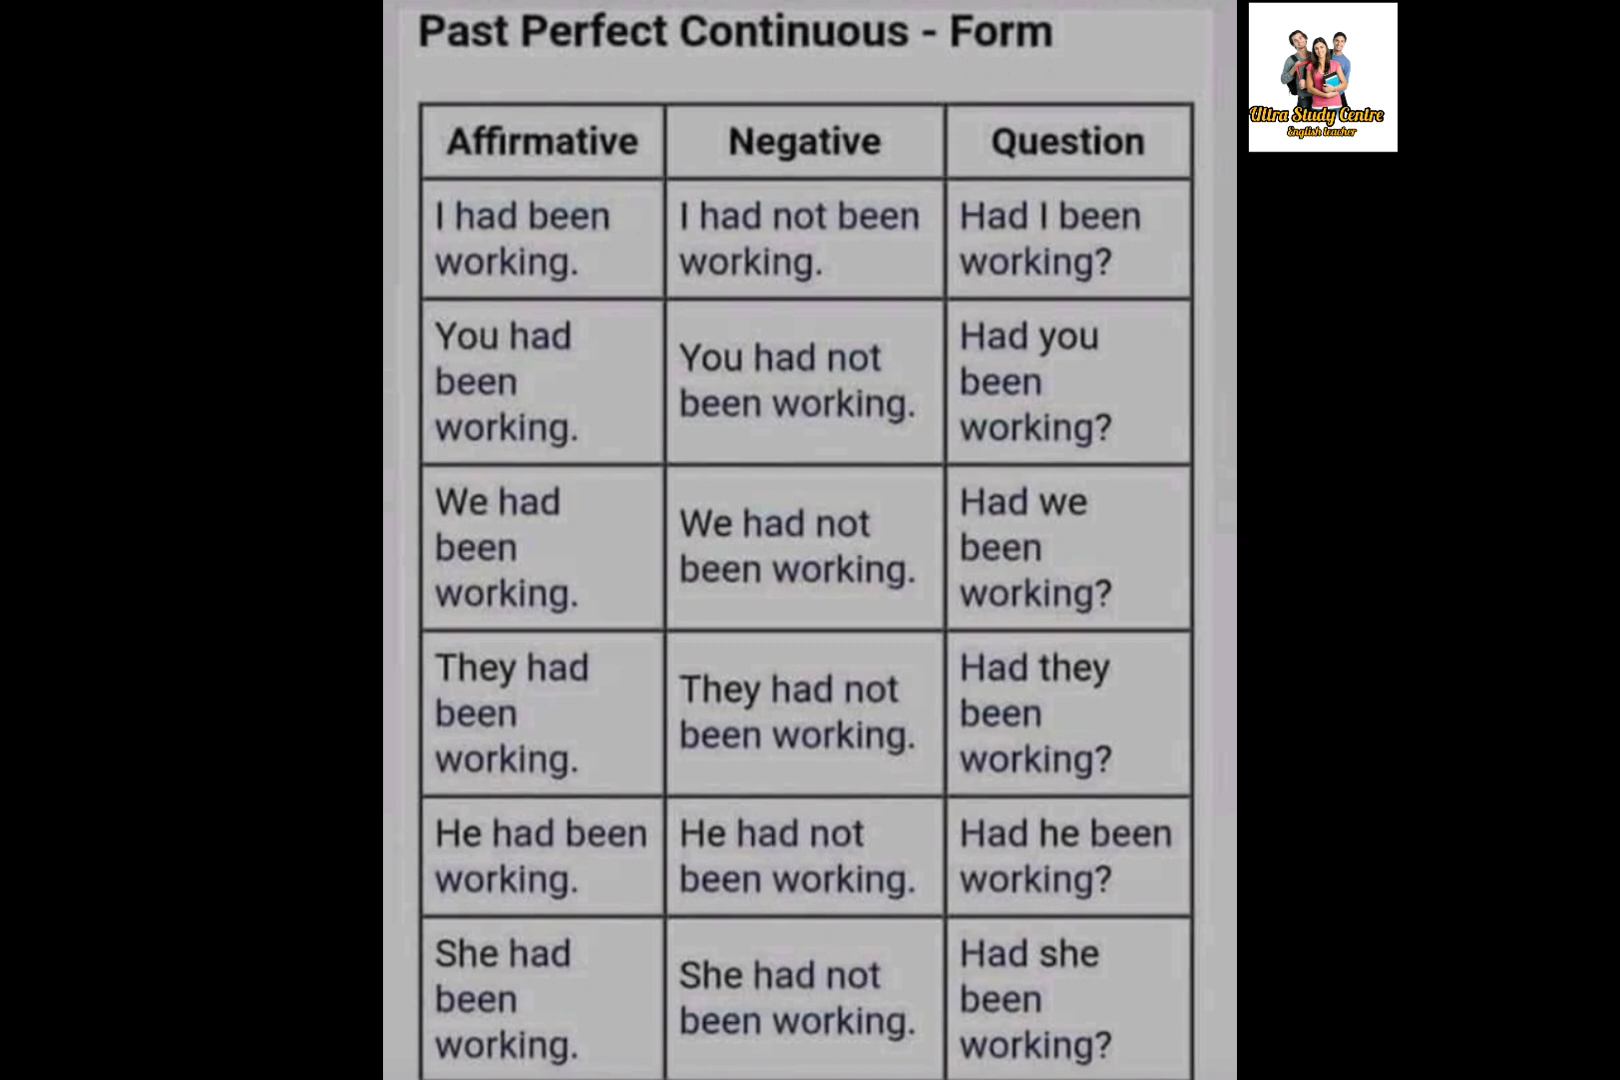 Past Perfect Continuous - Form
Affirmative
Negative
Question
I had been
working.
I had not been
working.
Had I been
working?
You had
been
working.
You had not
been working.
Had you
been
working?
We had
been
working.
We had not
been working.
Had we
been
working?
They had
been
working.
They had not
been working.
Had they
been
working?
He had been
working.
He had not
been working.
Had he been
working?
She had
been
working.
She had not
been working.
Had she
been
working?
Ultra Study Centre
English teacher